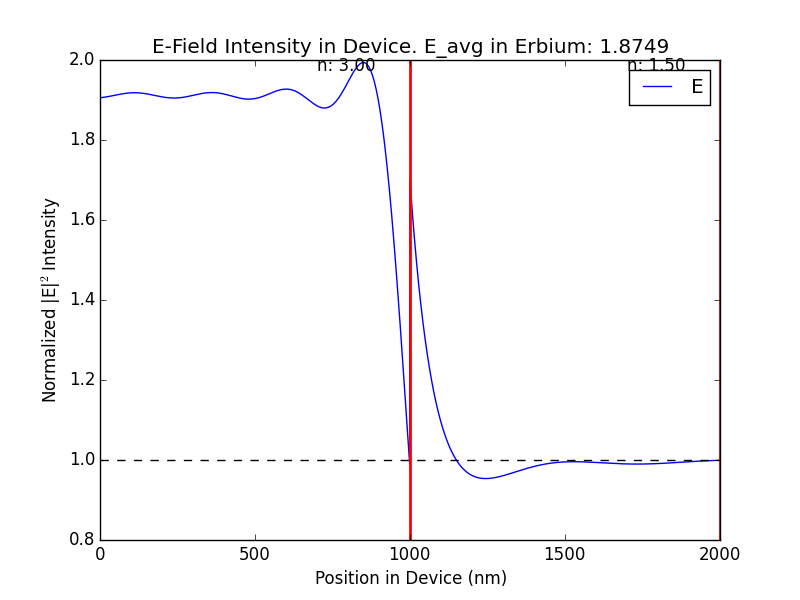 E-Field Intensity in Device. E_avg in Erbium: 1.8749
n: 3.00
n: 1.50
E
2.0
1.8
1.6
1.4
1.2
1.0
0.8
Normalized |E|² Intensity
0
500
1000
1500
2000
Position in Device (nm)